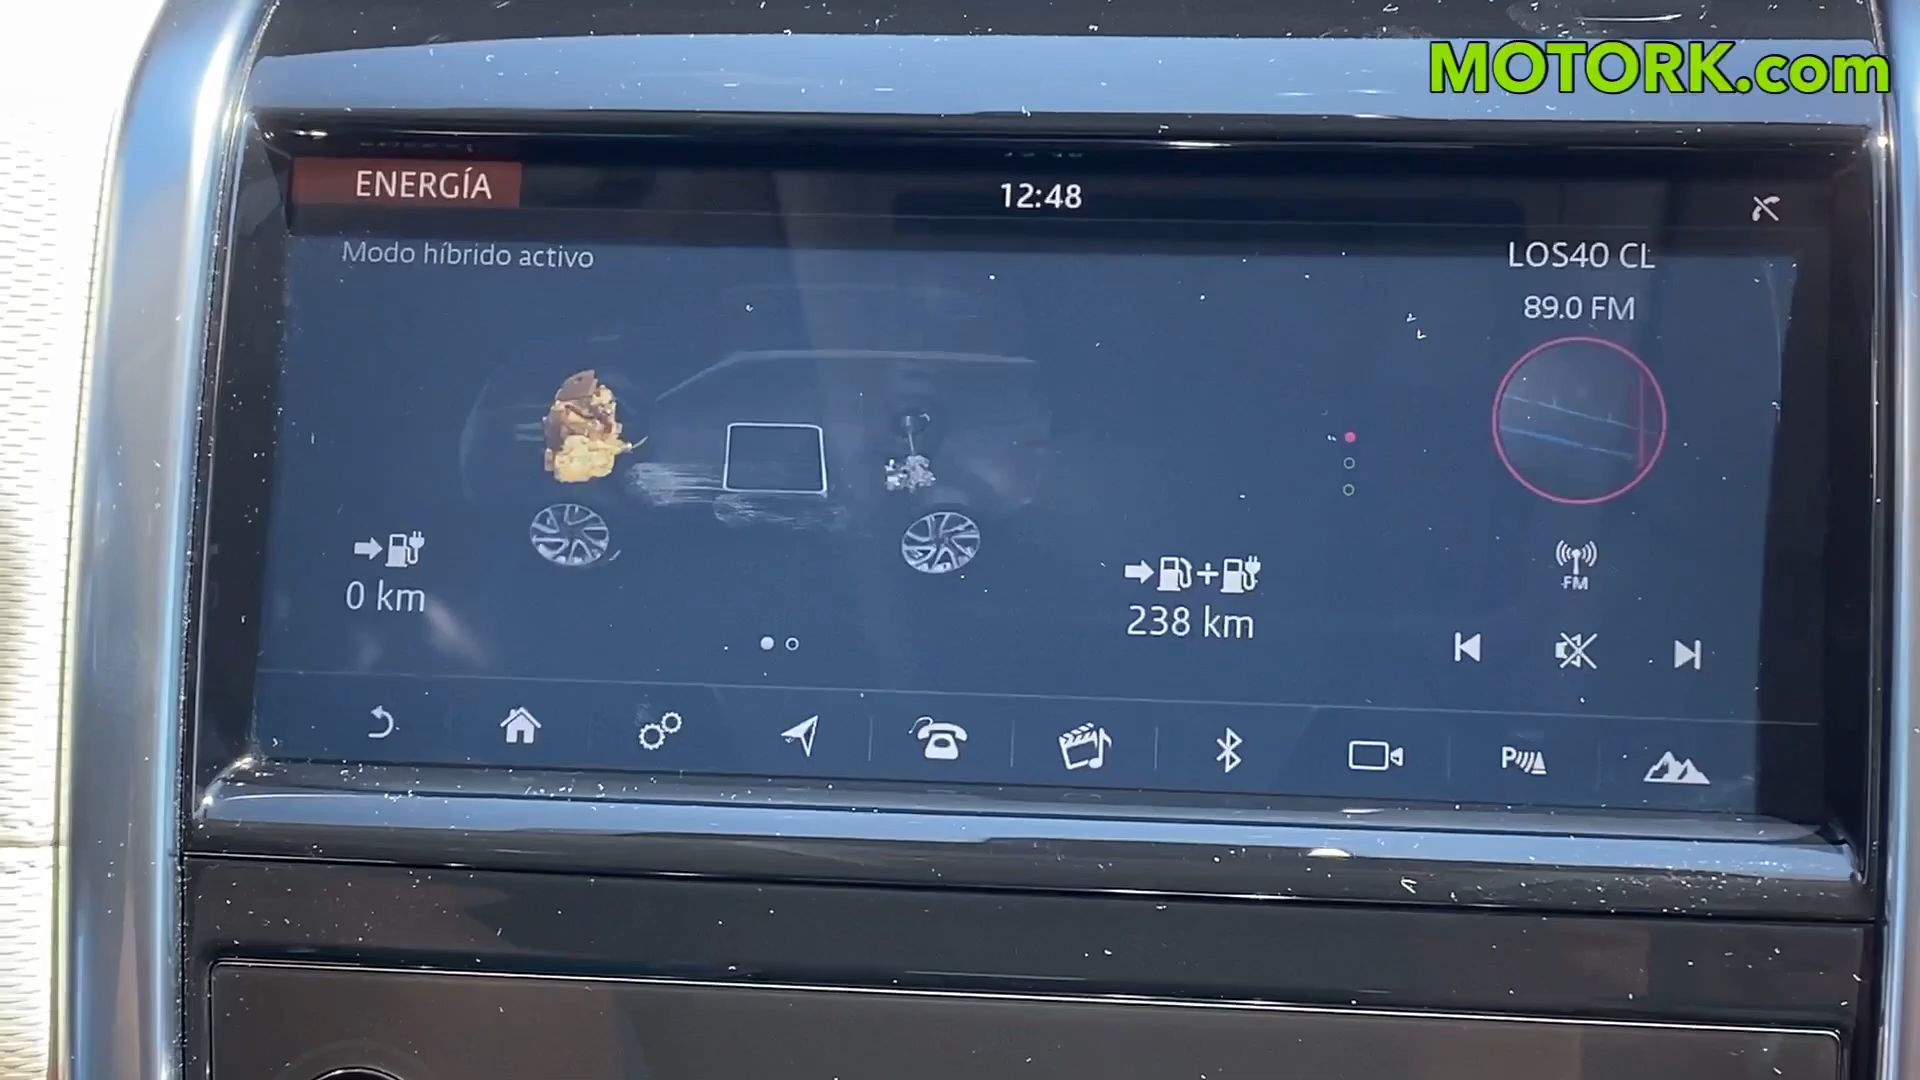 MOTORK.com
ENERGÍA
12:48
Modo híbrido activo
LOS40 CL
89.0 FM
0 km
238 km
FM
P